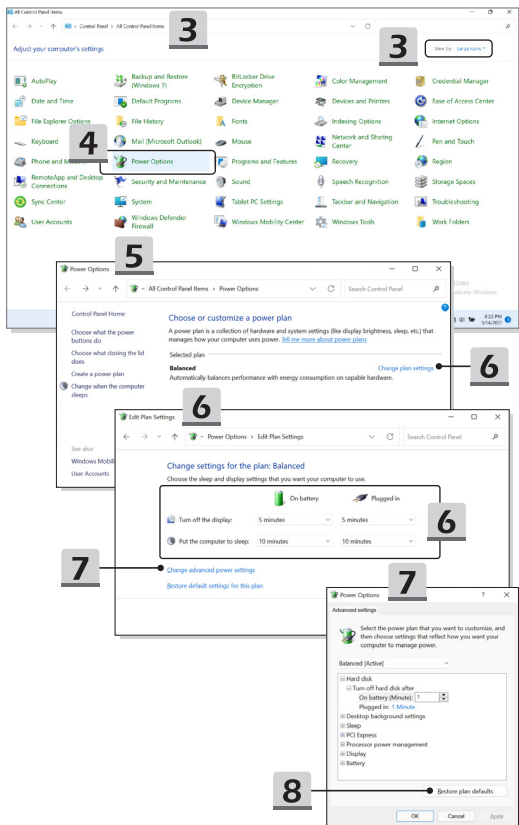 All Control Panel Items
Control Panel > All Control Panel Items
3
Adjust your computer's settings
3
View by: Large icons
AutoPlay
Backup and Restore (Windows 7)
BitLocker Drive Encryption
Color Management
Credential Manager
Date and Time
Default Programs
Device Manager
Devices and Printers
Ease of Access Center
File Explorer Options
File History
Fonts
Indexing Options
Internet Options
Keyboard
4
Mail (Microsoft Outlook)
Mouse
Network and Sharing Center
Pen and Touch
Phone and M
Power Options
Programs and Features
Recovery
Region
RemoteApp and Desktop Connections
Security and Maintenance
Sound
Speech Recognition
Storage Spaces
Sync Center
System
Tablet PC Settings
Taskbar and Navigation
Troubleshooting
User Accounts
Windows Defender Firewall
Windows Mobility Center
Windows Tools
Work Folders
5
Power Options
All Control Panel Items > Power Options
Search Control Panel
Control Panel Home
Choose what the power buttons do
Choose what closing the lid does
Create a power plan
Change when the computer sleeps
See also
Windows Mobil
User Accounts
Choose or customize a power plan
A power plan is a collection of hardware and system settings (like display brightness, sleep, etc.) that
manages how your computer uses power. Tell me more about power plans
Selected plan
Balanced
Change plan settings
Automatically balances performance with energy consumption on capable hardware.
6
8:22 PM
5/14/2021
6
Edit Plan Settings
Power Options > Edit Plan Settings
Search Control Panel
Change settings for the plan: Balanced
Choose the sleep and display settings that you want your computer to use.
On battery
Plugged in
Turn off the display:
5 minutes
5 minutes
6
Put the computer to sleep:
10 minutes
10 minutes
7
Change advanced power settings
Restore default settings for this plan
7
Power Options
?
Advanced settings
Select the power plan that you want to customize, and
then choose settings that reflect how you want your
computer to manage power.
Balanced [Active]
Hard disk
Turn off hard disk after
On battery (Minute): 1
Plugged in: 1 Minute
Desktop background settings
Sleep
PCI Express
Processor power management
Display
Battery
8
Restore plan defaults
OK
Cancel
Apply